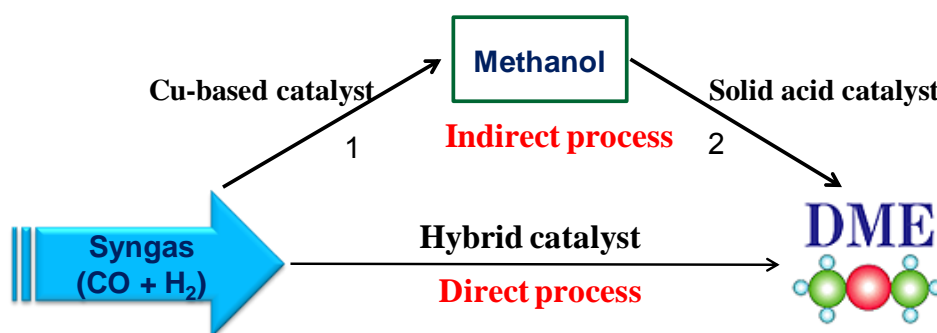 Methanol
Cu-based catalyst
Solid acid catalyst
1
Indirect process
2
DME
Syngas
(CO + H₂)
Hybrid catalyst
Direct process